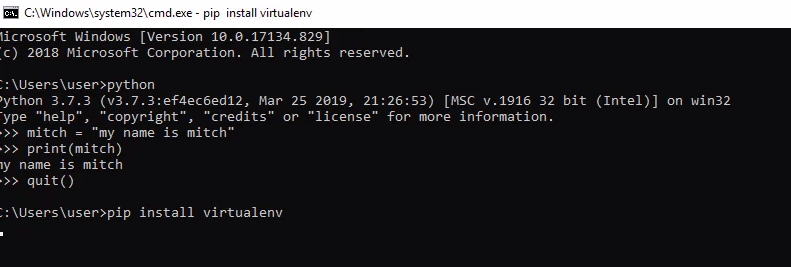 C:\Windows\system32\cmd.exe - pip  install virtualenv
Microsoft Windows [Version 10.0.17134.829]
(c) 2018 Microsoft Corporation. All rights reserved.
C:\Users\user>python
Python 3.7.3 (v3.7.3:ef4ec6ed12, Mar 25 2019, 21:26:53) [MSC v.1916 32 bit (Intel)] on win32
Type "help", "copyright", "credits" or "license" for more information.
>>> mitch = "my name is mitch"
>>> print(mitch)
my name is mitch
>>> quit()
C:\Users\user>pip install virtualenv